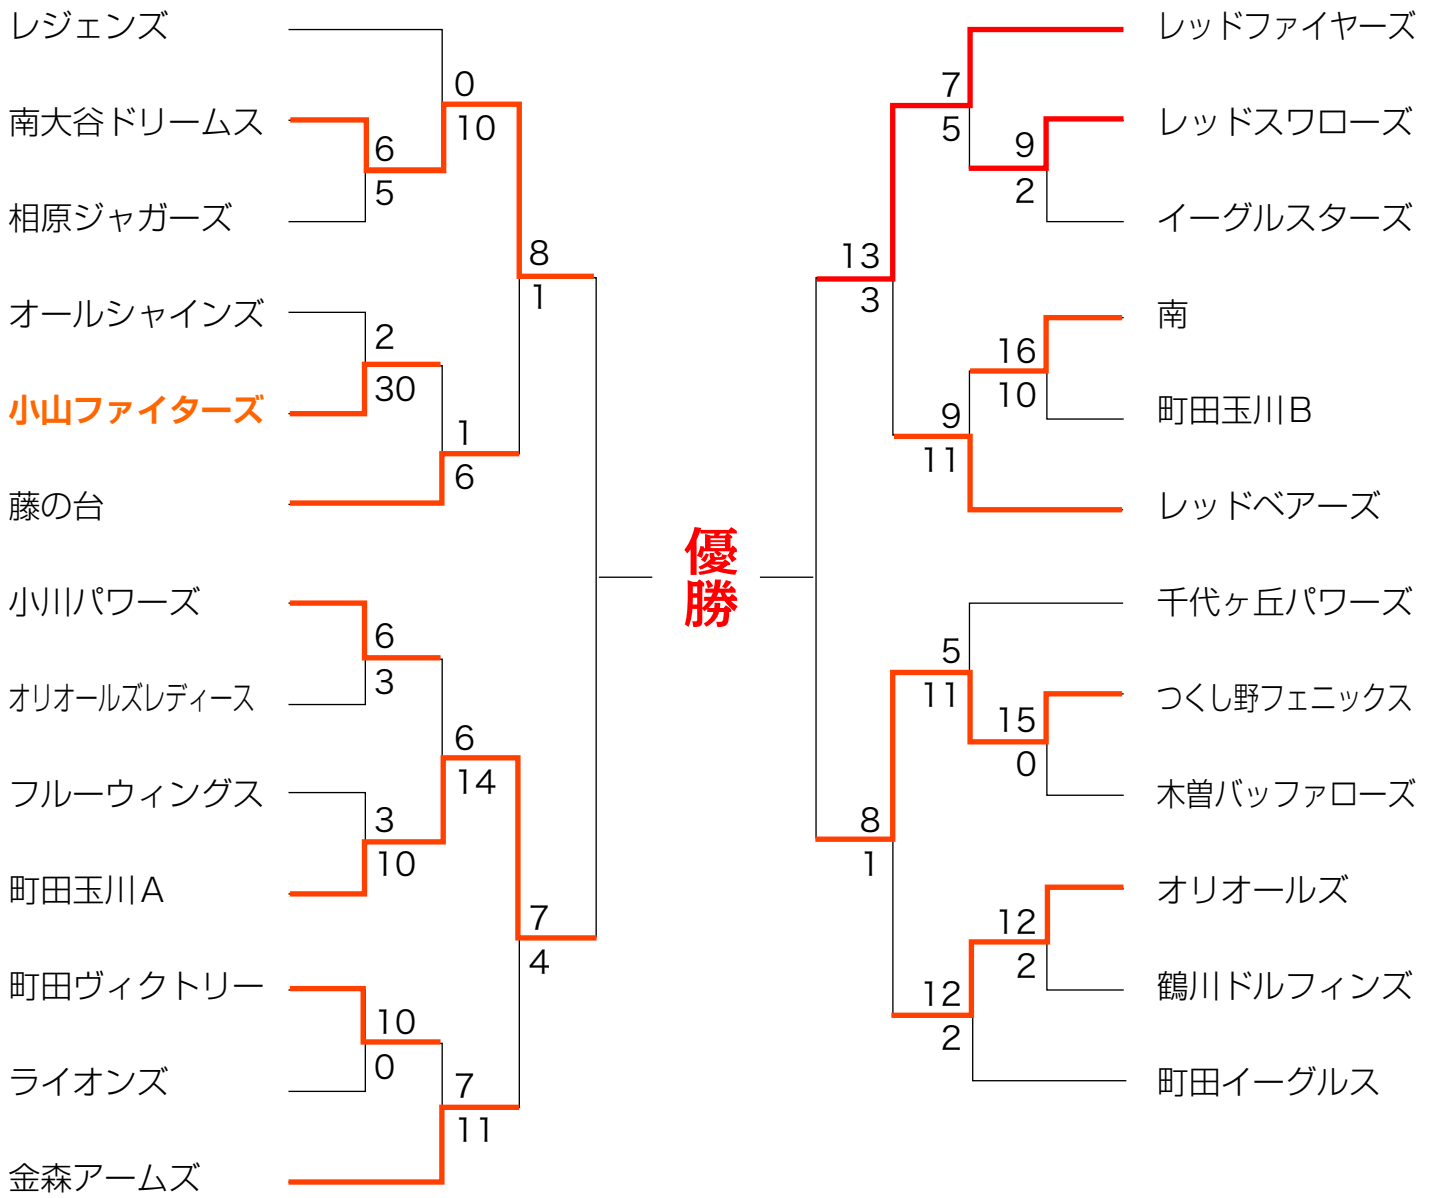 レジェンズ
0
10
南大谷ドリームス
6
5
相原ジャガーズ
8
1
オールシャインズ
2
30
小山ファイターズ
1
6
藤の台
小川パワーズ
6
3
オリオールズレディース
6
14
フルーウィングス
3
10
町田玉川A
7
4
町田ヴィクトリー
10
0
ライオンズ
7
11
金森アームズ
優勝
レッドファイヤーズ
7
5
レッドスワローズ
9
2
イーグルスターズ
13
3
南
16
10
町田玉川B
9
11
レッドベアーズ
千代ヶ丘パワーズ
5
11
つくし野フェニックス
15
0
木曽バッファローズ
8
1
オリオールズ
12
2
鶴川ドルフィンズ
12
2
町田イーグルス